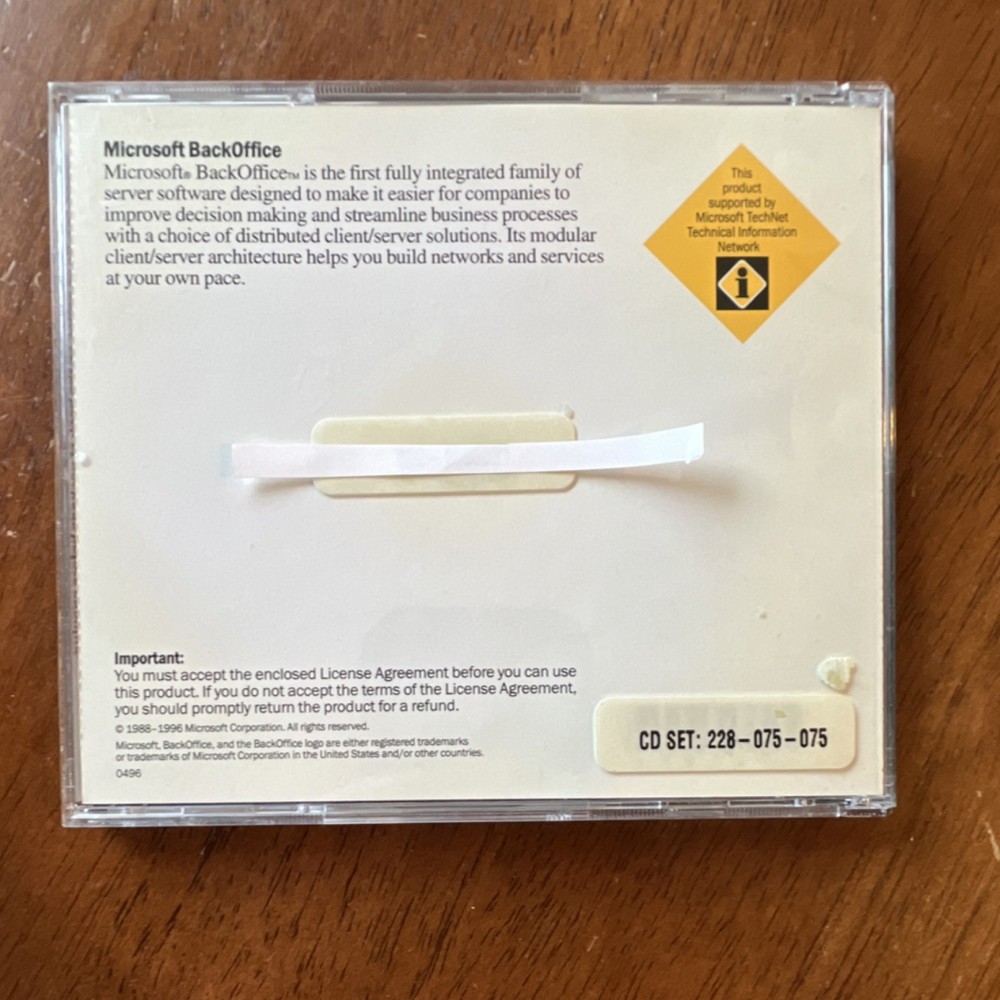 Microsoft BackOffice
Microsoft® BackOffice™ is the first fully integrated family of
server software designed to make it easier for companies to
improve decision making and streamline business processes
with a choice of distributed client/server solutions. Its modular
client/server architecture helps you build networks and services
at your own pace.
This
product
supported by
Microsoft TechNet
Technical Information
Network
i
Important:
You must accept the enclosed License Agreement before you can use
this product. If you do not accept the terms of the License Agreement,
you should promptly return the product for a refund.
© 1988–1996 Microsoft Corporation. All rights reserved.
Microsoft, BackOffice, and the BackOffice logo are either registered trademarks
or trademarks of Microsoft Corporation in the United States and/or other countries.
0496
CD SET: 228–075–075